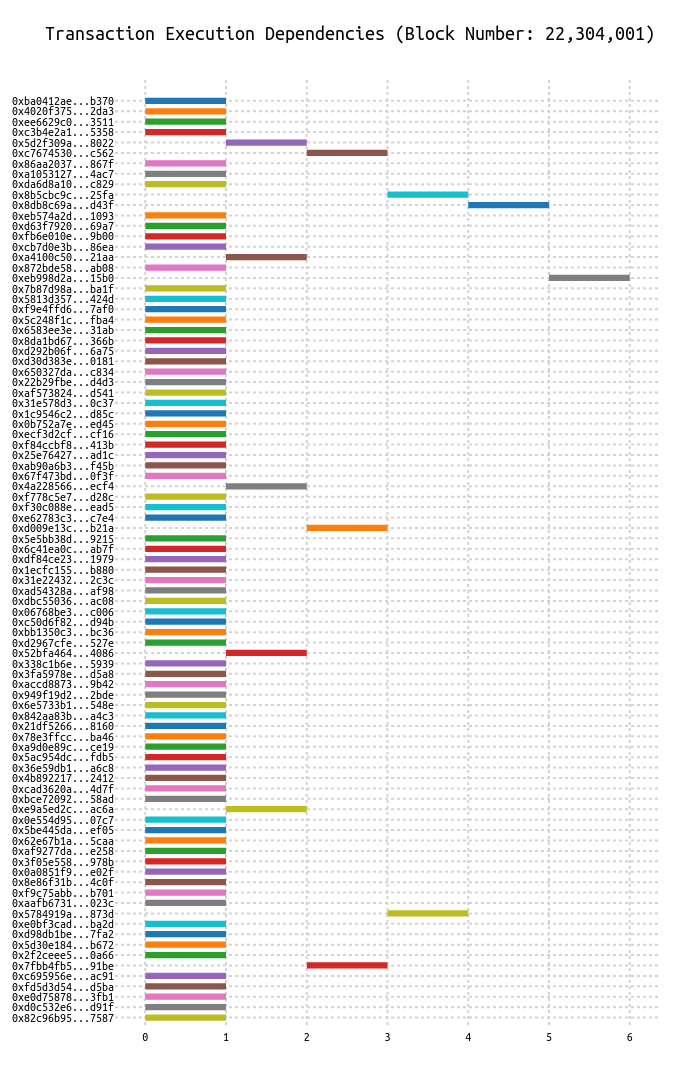 Transaction Execution Dependencies (Block Number: 22,304,001)
0xba0412ae...b370
0x4020f375...2da3
0xee6629c0...3511
0xc3b4e2a1...5358
0x5d2f309a...8022
0xc7674530...c562
0x86aa2037...867f
0xa1053127...4ac7
0xda6d8a10...c829
0x8b5cbc9c...25fa
0x8db8c69a...d43f
0xeb574a2d...1093
0xd63f7920...69a7
0xfb6e010e...9b00
0xcb7d0e3b...86ea
0xa4100c50...21aa
0x872bde58...ab08
0xeb998d2a...15b0
0x7b87d98a...ba1f
0x5813d357...424d
0xf9e4ffd6...7af0
0x5c248f1c...fba4
0x6583ee3e...31ab
0x8da1bd67...366b
0xd292b06f...6a75
0xd30d383e...0181
0x650327da...c834
0x22b29fbe...d4d3
0xaf573824...d541
0x31e578d3...0c37
0x1c9546c2...d85c
0x0b752a7e...ed45
0xecf3d2cf...cf16
0xf84ccbf8...413b
0x25e76427...ad1c
0xab90a6b3...f45b
0x67f473bd...0f3f
0x4a228566...ecf4
0xf778c5e7...d28c
0xf30c088e...ead5
0xe62783c3...c7e4
0xd009e13c...b21a
0x5e5bb38d...9215
0x6c41ea0c...ab7f
0xdf84ce23...1979
0x1ecfc155...b880
0x31e22432...2c3c
0xad54328a...af98
0xdbc55036...ac08
0x06768be3...c006
0xc50d6f82...d94b
0xbb1350c3...bc36
0xd2967cfe...527e
0x52bfa464...4086
0x338c1b6e...5939
0x3fa5978e...d5a8
0xaccd8873...9b42
0x949f19d2...2bde
0x6e5733b1...548e
0x842aa83b...a4c3
0x21df5266...8160
0x78e3ffcc...ba46
0xa9d0e89c...ce19
0x5ac954dc...fdb5
0x36e59db1...a6c8
0x4b892217...2412
0xcad3620a...4d7f
0xbce72092...58ad
0xe9a5ed2c...ac6a
0x0e554d95...07c7
0x5be445da...ef05
0x62e67b1a...5caa
0xaf9277da...e258
0x3f05e558...978b
0x0a0851f9...e02f
0x8e86f31b...4c0f
0xf9c75abb...b701
0xaafb6731...023c
0x5784919a...873d
0xe0bf3cad...ba2d
0xd98db1be...7fa2
0x5d30e184...b672
0x2f2ceee5...0a66
0x7fbb4fb5...91be
0xc695956e...ac91
0xfd5d3d54...d5ba
0xe0d75878...3fb1
0xd0c532e6...d91f
0x82c96b95...7587
0 1 2 3 4 5 6